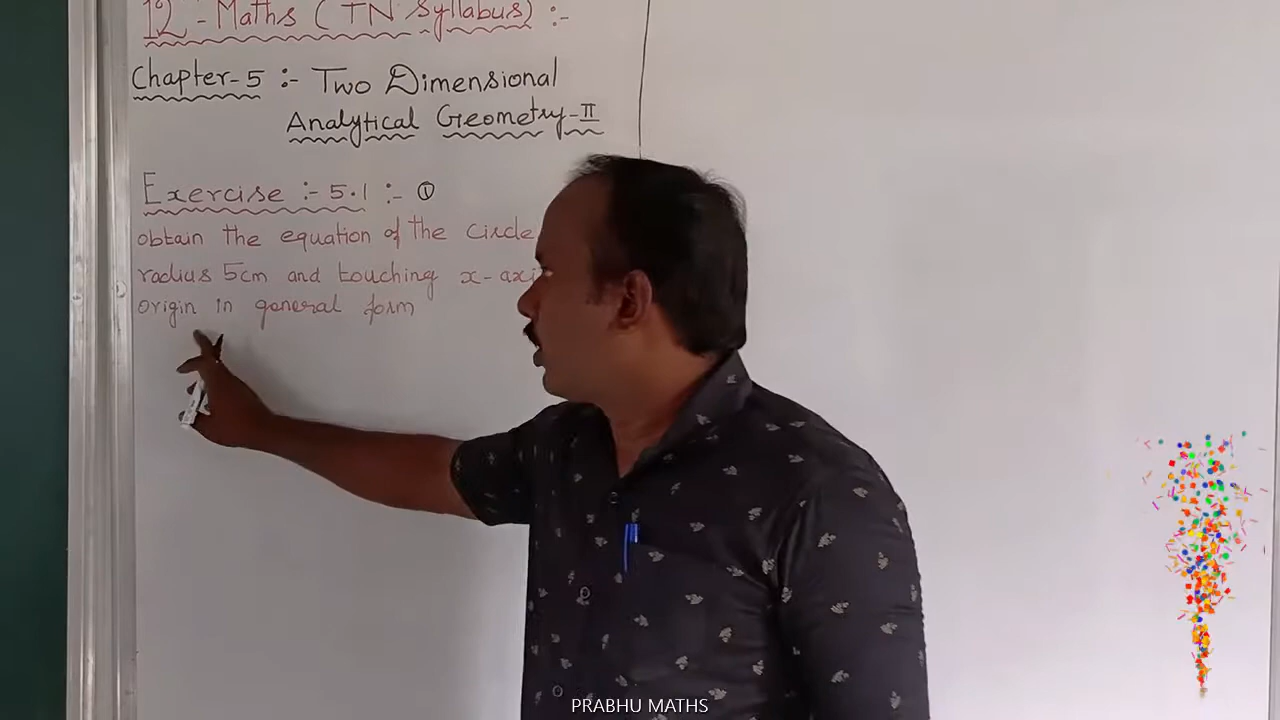 12 - Maths ( TN Syllabus) :-
Chapter-5 :- Two Dimensional
Analytical Geometry-II
Exercise :- 5.1 :- ①
obtain the equation of the circle
radius 5cm and touching x-axi
origin in general form
PRABHU MATHS